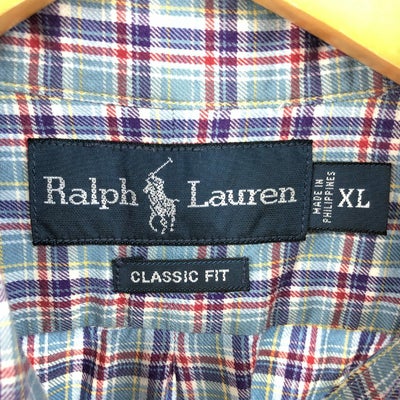 Ralph Lauren
MADE IN
PHILIPPINES
XL
CLASSIC FIT